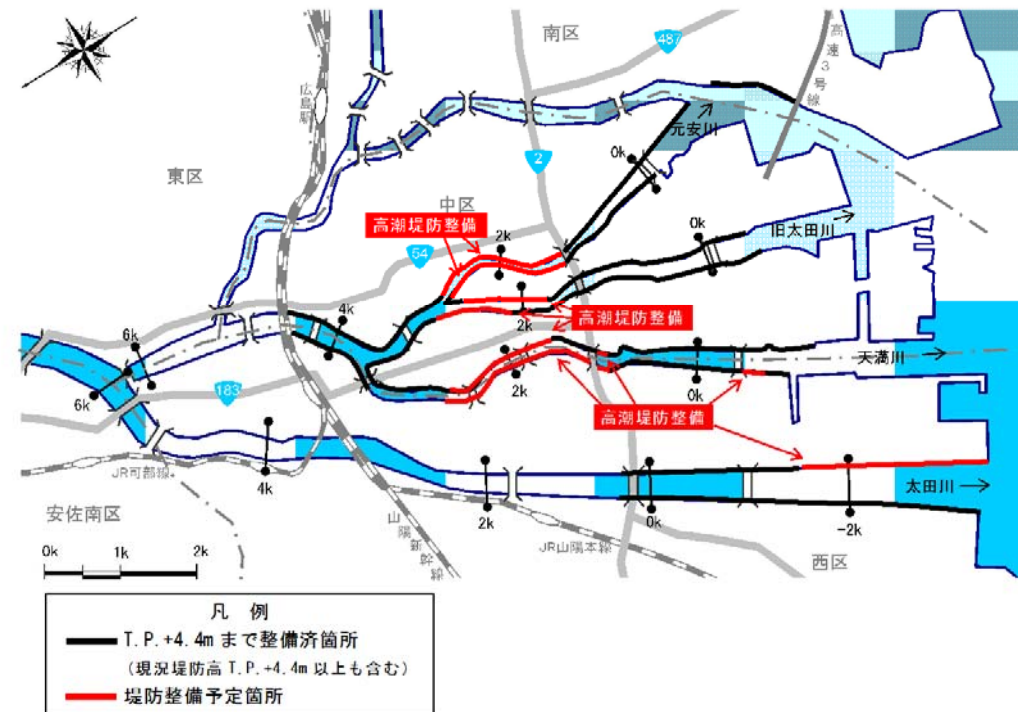 南区
487
高速3号線
広島駅
元安川
0k
2
東区
中区
高潮堤防整備
2k
54
旧太田川
0k
4k
2k
高潮堤防整備
6k
天満川
2k
0k
183
6k
高潮堤防整備
JR可部線
4k
2k
0k
太田川
-2k
安佐南区
山陽新幹線
JR山陽本線
西区
0k 1k 2k
凡 例
T.P.+4.4m まで整備済箇所
(現況堤防高 T.P.+4.4m 以上も含む)
堤防整備予定箇所